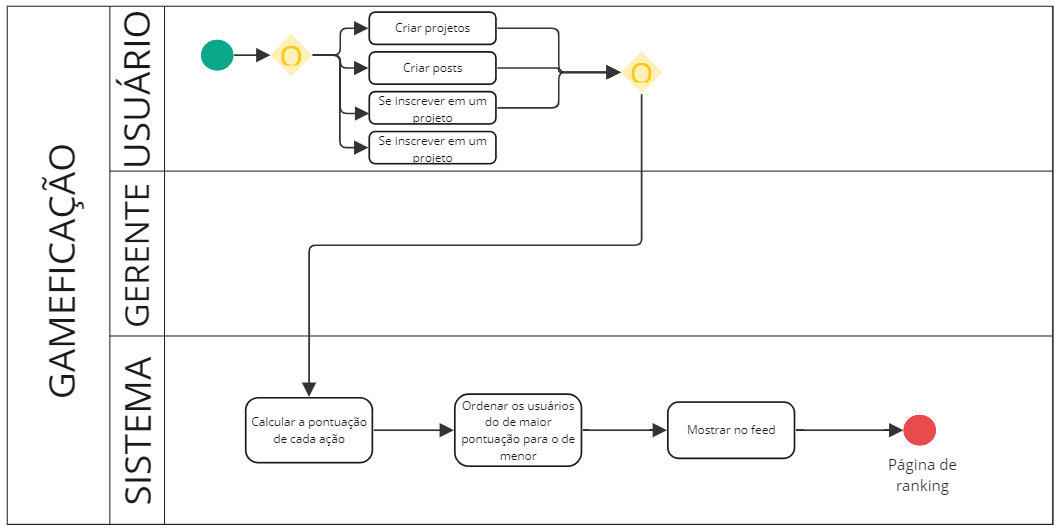 GAMEFICAÇÃO
USUÁRIO
O
Criar projetos
Criar posts
Se inscrever em um
projeto
Se inscrever em um
projeto
O
GERENTE
SISTEMA
Calcular a pontuação
de cada ação
Ordenar os usuários
do de maior
pontuação para o de
menor
Mostrar no feed
Página de
ranking